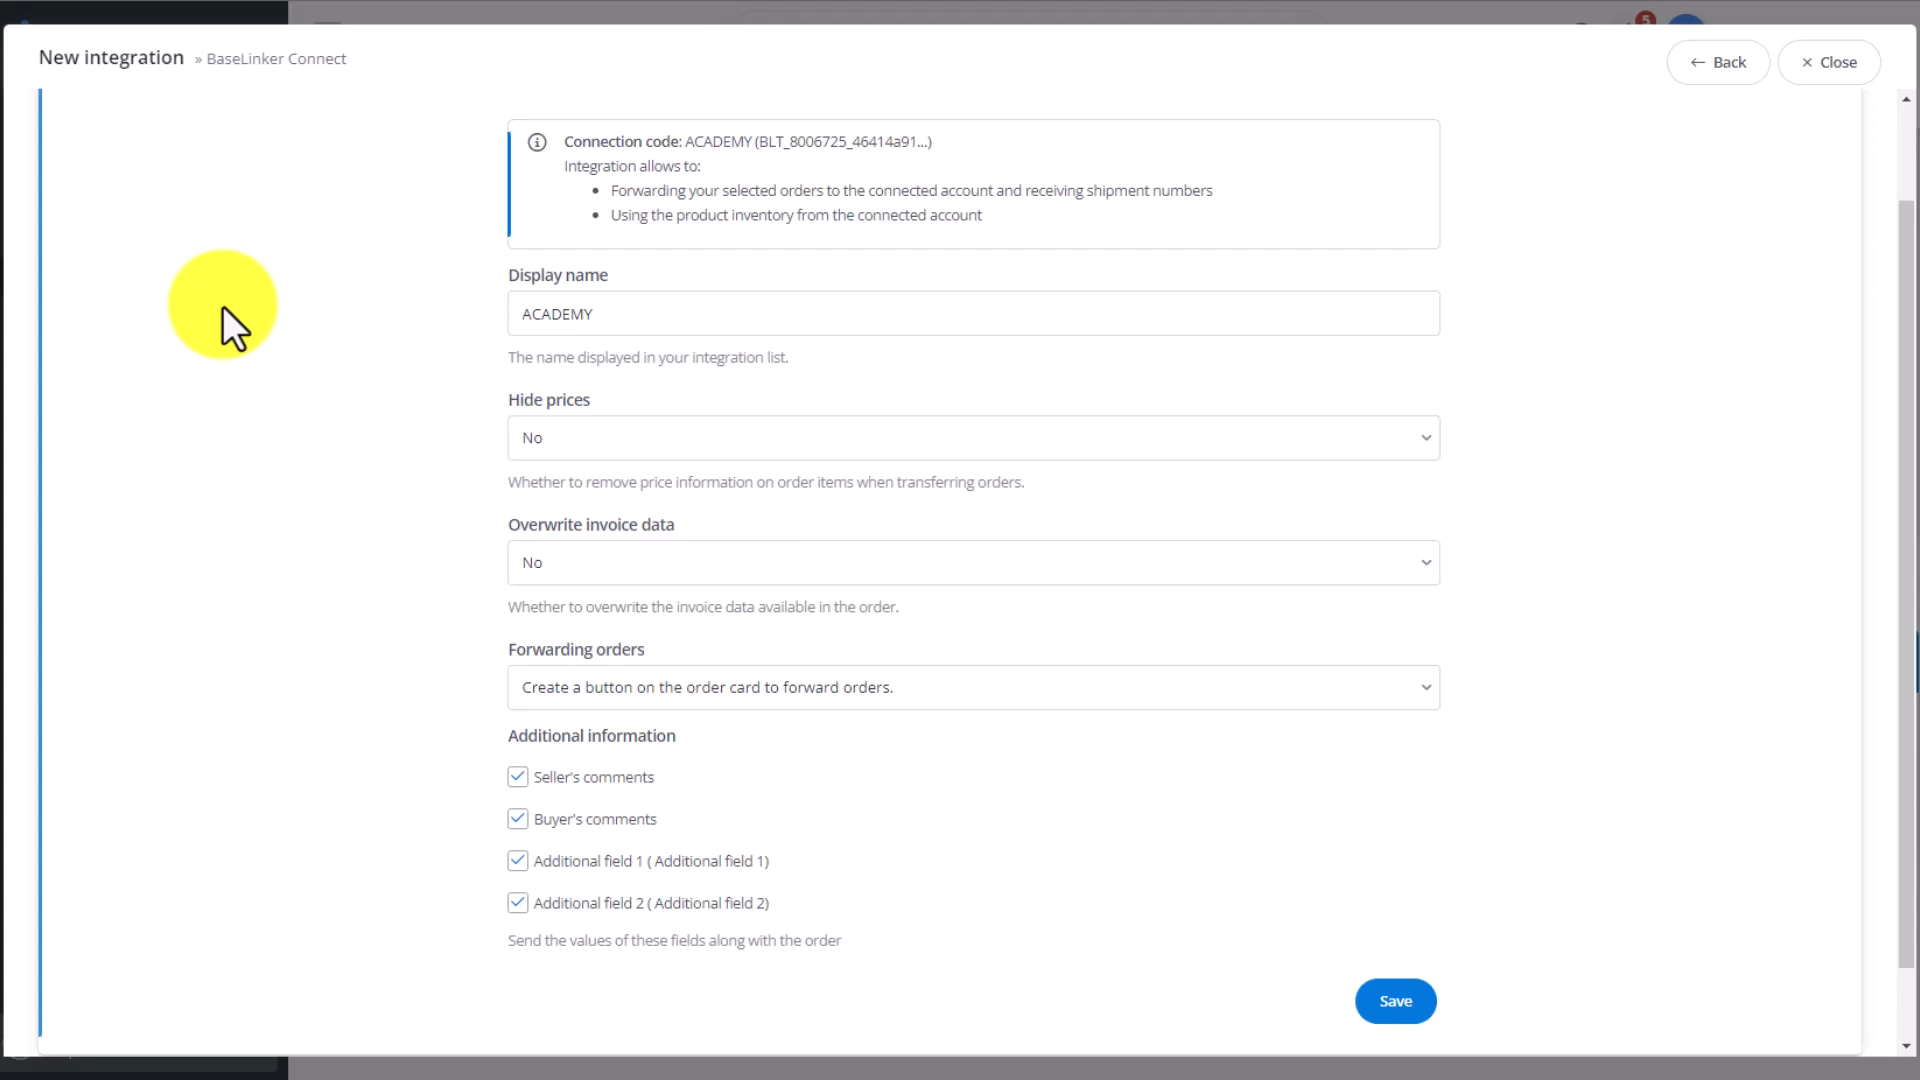 5
New integration » BaseLinker Connect
← Back
× Close
Connection code: ACADEMY (BLT_8006725_46414a91...)
Integration allows to:
• Forwarding your selected orders to the connected account and receiving shipment numbers
• Using the product inventory from the connected account
Display name
ACADEMY
The name displayed in your integration list.
Hide prices
No
Whether to remove price information on order items when transferring orders.
Overwrite invoice data
No
Whether to overwrite the invoice data available in the order.
Forwarding orders
Create a button on the order card to forward orders.
Additional information
Seller's comments
Buyer's comments
Additional field 1 ( Additional field 1)
Additional field 2 ( Additional field 2)
Send the values of these fields along with the order
Save